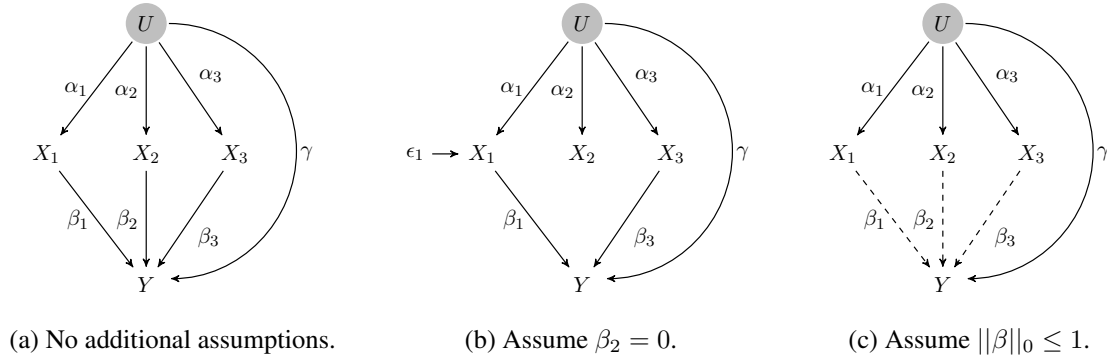 U U U
α₁ α₂ α₃ α₁ α₂ α₃ α₁ α₂ α₃
X₁ X₂ X₃ γ ϵ₁ X₁ X₂ X₃ γ X₁ X₂ X₃ γ
β₁ β₂ β₃ β₁ β₃ β₁ β₂ β₃
Y Y Y
(a) No additional assumptions. (b) Assume β₂ = 0. (c) Assume ||β||₀ ≤ 1.